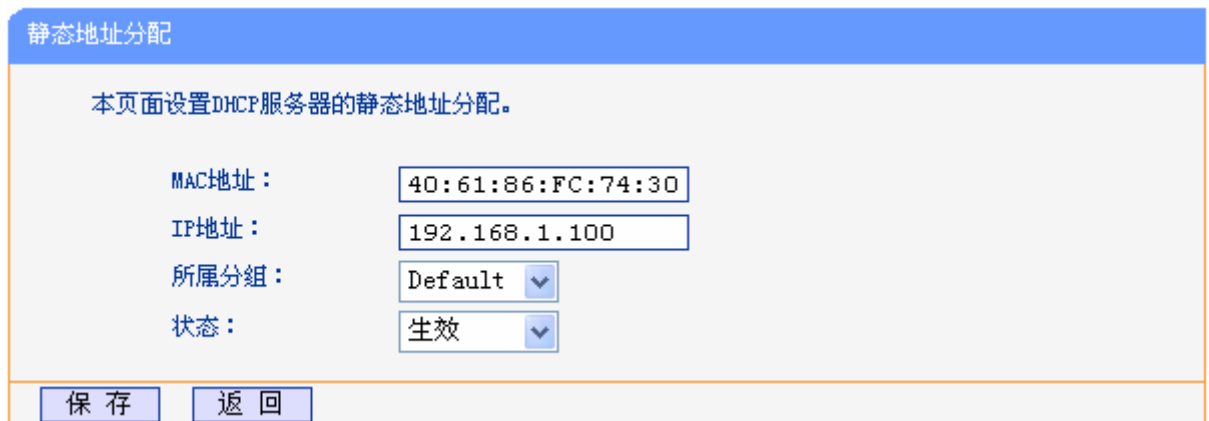 静态地址分配
本页面设置DHCP服务器的静态地址分配。
MAC地址： 40:61:86:FC:74:30
IP地址： 192.168.1.100
所属分组： Default
状态： 生效
保 存 返 回